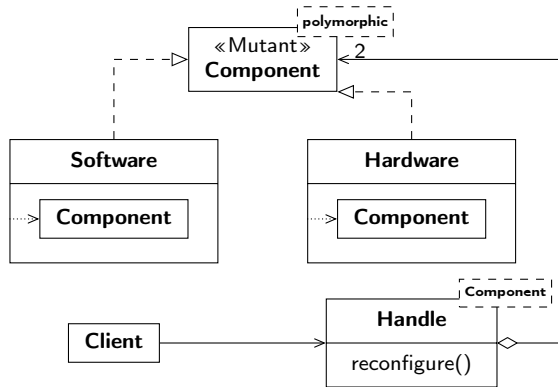 polymorphic
«Mutant»
Component
2
Software
Hardware
Component
Component
Component
Handle
Client
reconfigure()